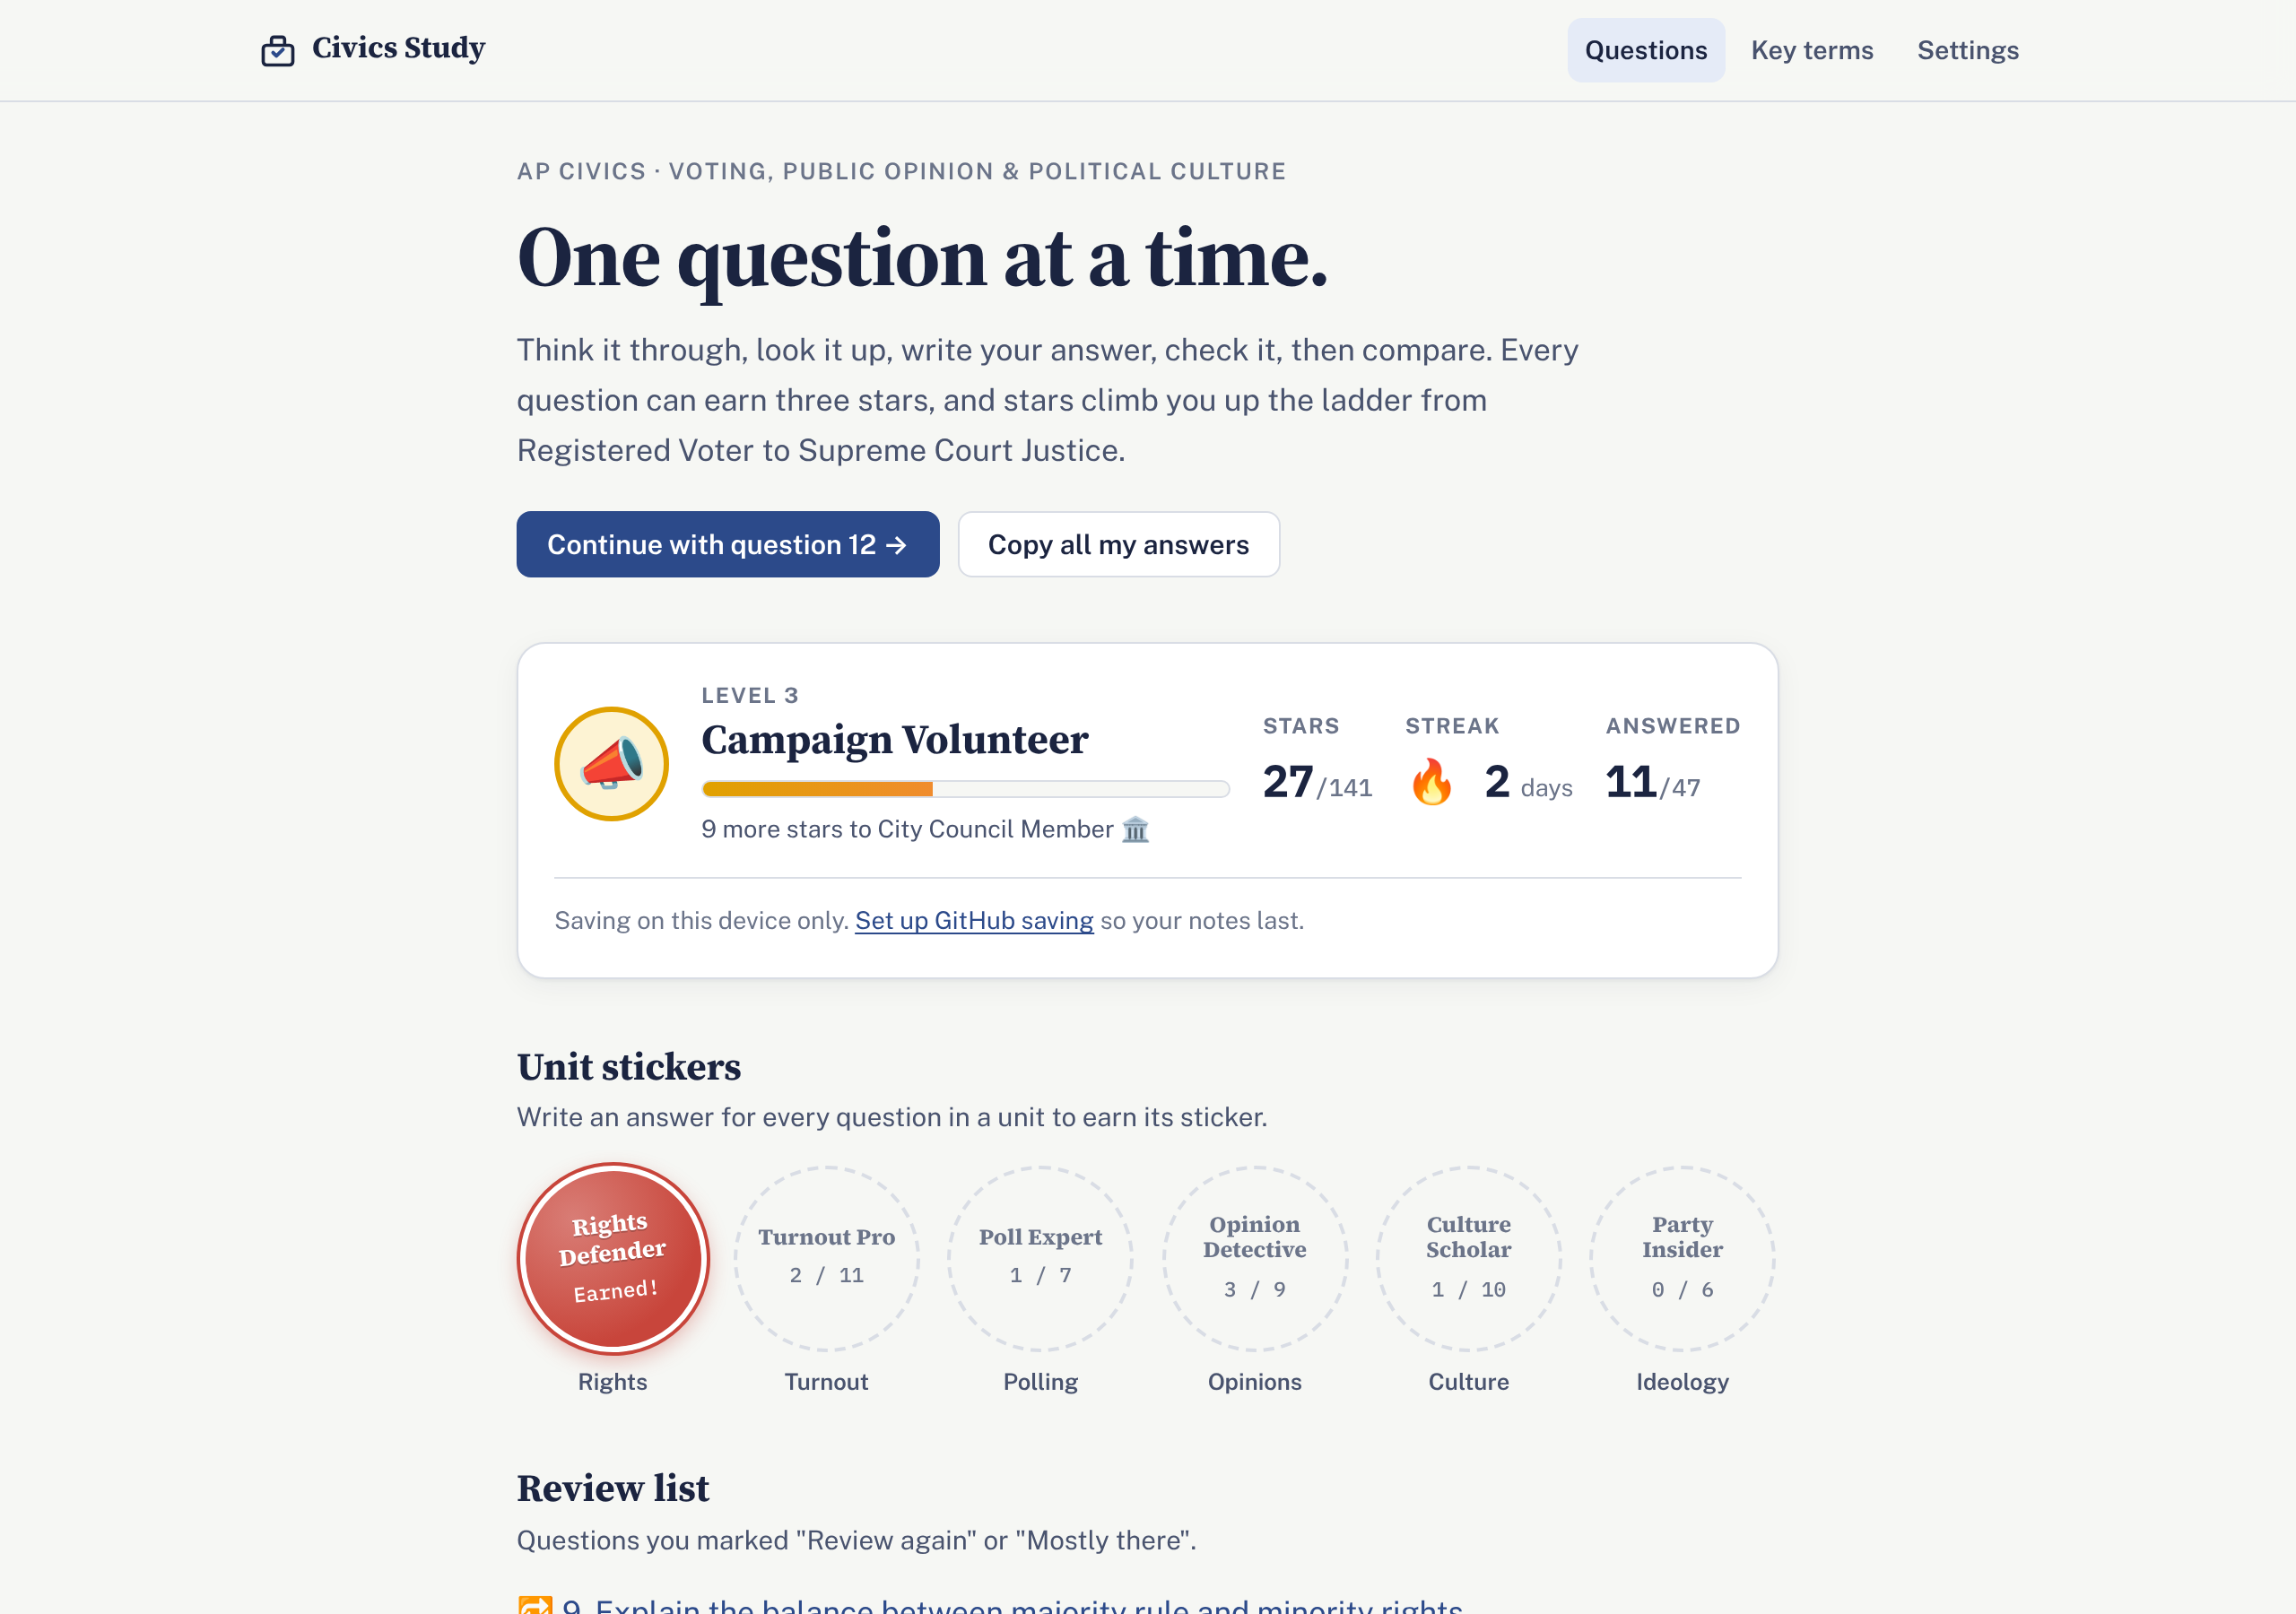 Civics Study
Questions
Key terms
Settings
AP CIVICS · VOTING, PUBLIC OPINION & POLITICAL CULTURE
One question at a time.
Think it through, look it up, write your answer, check it, then compare. Every
question can earn three stars, and stars climb you up the ladder from
Registered Voter to Supreme Court Justice.
Continue with question 12 →
Copy all my answers
LEVEL 3
Campaign Volunteer
9 more stars to City Council Member 🏛️
STARS
27/141
STREAK
🔥 2 days
ANSWERED
11/47
Saving on this device only. Set up GitHub saving so your notes last.
Unit stickers
Write an answer for every question in a unit to earn its sticker.
Rights
Defender
Earned!
Rights
Turnout Pro
2 / 11
Turnout
Poll Expert
1 / 7
Polling
Opinion
Detective
3 / 9
Opinions
Culture
Scholar
1 / 10
Culture
Party
Insider
0 / 6
Ideology
Review list
Questions you marked "Review again" or "Mostly there".
🔁 9. Explain the balance between majority rule and minority rights.